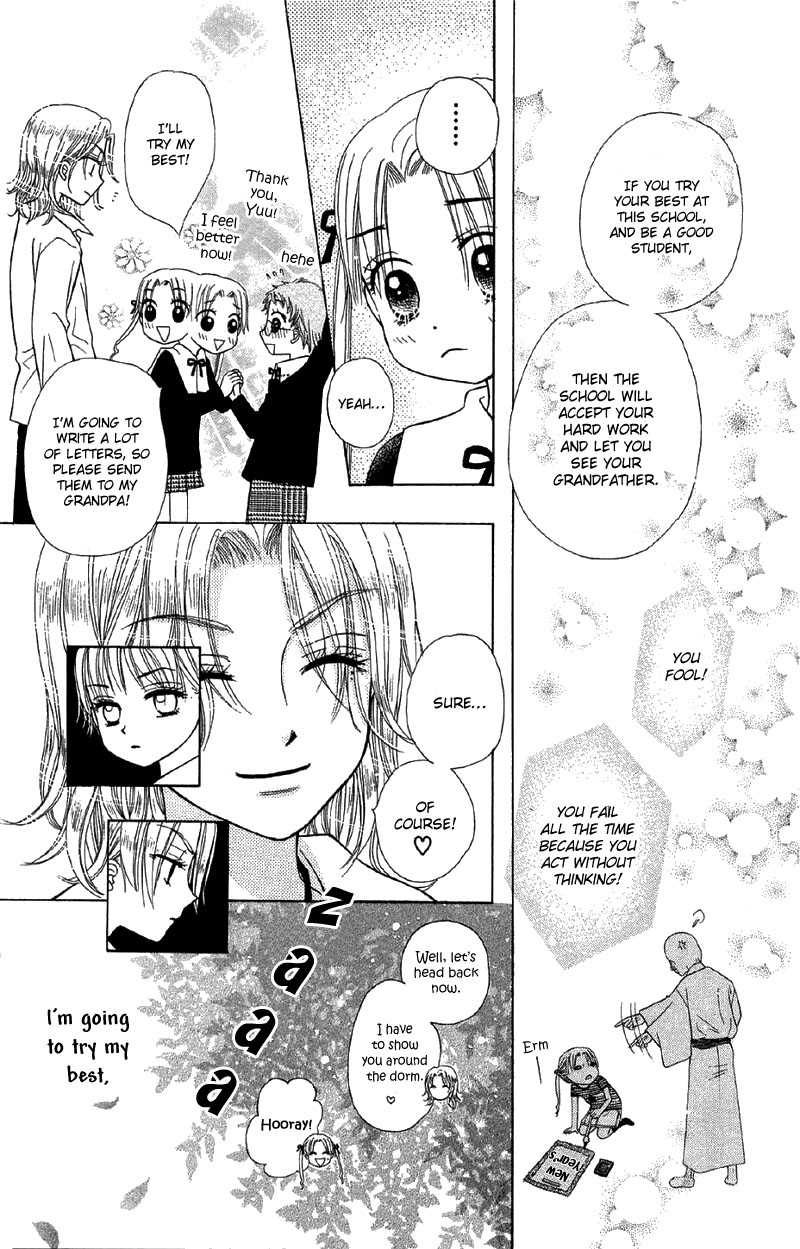 IF YOU TRY
YOUR BEST AT
THIS SCHOOL,
AND BE A GOOD
STUDENT,
THEN THE
SCHOOL WILL
ACCEPT YOUR
HARD WORK
AND LET YOU
SEE YOUR
GRANDFATHER.
YOU
FOOL!
YOU FAIL
ALL THE TIME
BECAUSE YOU
ACT WITHOUT
THINKING!
Erm
New
Year's
......
YEAH...
I'LL
TRY MY
BEST!
Thank
you,
Yuu!
I feel
better
now!
hehe
I'M GOING TO
WRITE A LOT
OF LETTERS, SO
PLEASE SEND
THEM TO MY
GRANDPA!
SURE...
OF
COURSE!
♡
z
a
a
a
a
Well, let's
head back
now.
I have
to show
you around
the dorm.
♡
Hooray!
I'm going
to try my
best,